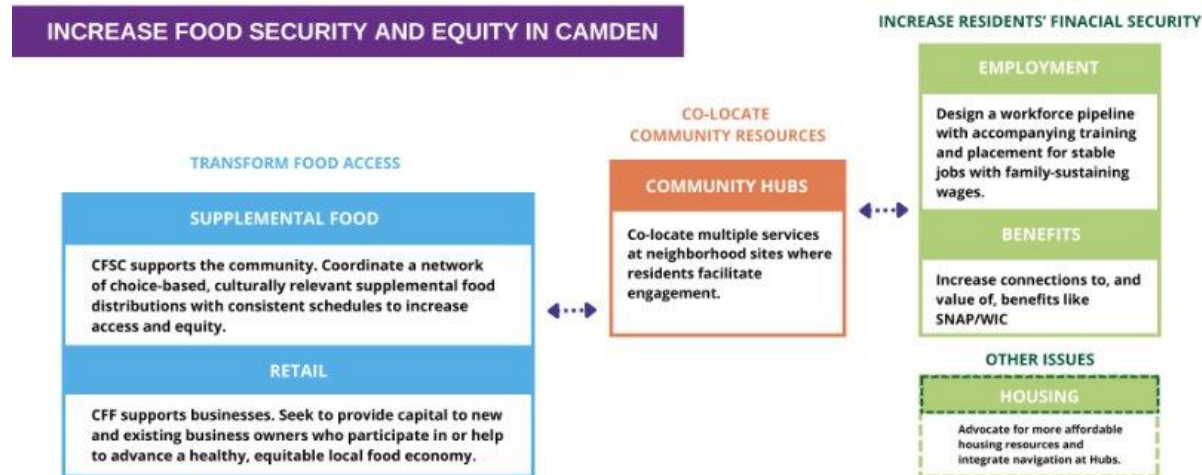 INCREASE FOOD SECURITY AND EQUITY IN CAMDEN
TRANSFORM FOOD ACCESS
SUPPLEMENTAL FOOD
CFSC supports the community. Coordinate a network
of choice-based, culturally relevant supplemental food
distributions with consistent schedules to increase
access and equity.
RETAIL
CFF supports businesses. Seek to provide capital to new
and existing business owners who participate in or help
to advance a healthy, equitable local food economy.
CO-LOCATE
COMMUNITY RESOURCES
COMMUNITY HUBS
Co-locate multiple services
at neighborhood sites where
residents facilitate
engagement.
INCREASE RESIDENTS' FINACIAL SECURITY
EMPLOYMENT
Design a workforce pipeline
with accompanying training
and placement for stable
jobs with family-sustaining
wages.
BENEFITS
Increase connections to, and
value of, benefits like
SNAP/WIC
OTHER ISSUES
HOUSING
Advocate for more affordable
housing resources and
integrate navigation at Hubs.